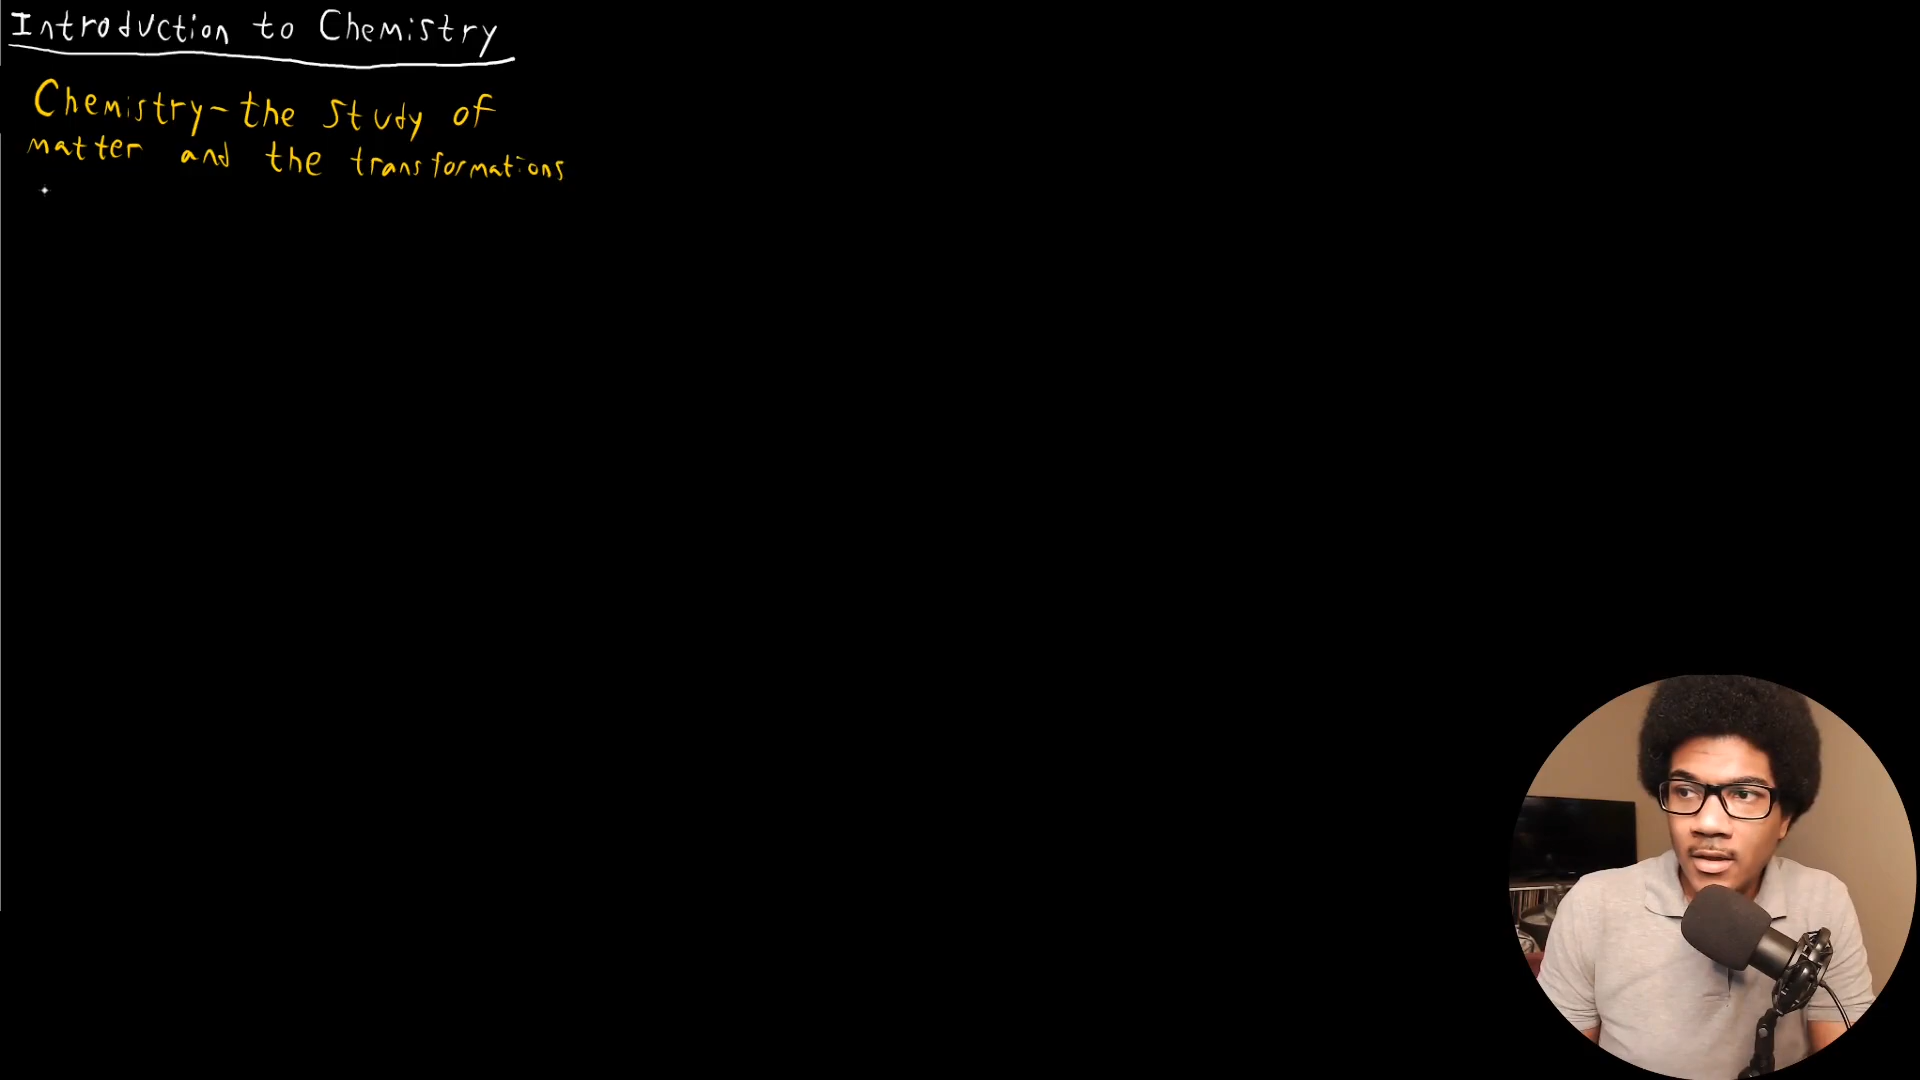 Introduction to Chemistry
Chemistry - the study of
matter and the transformations